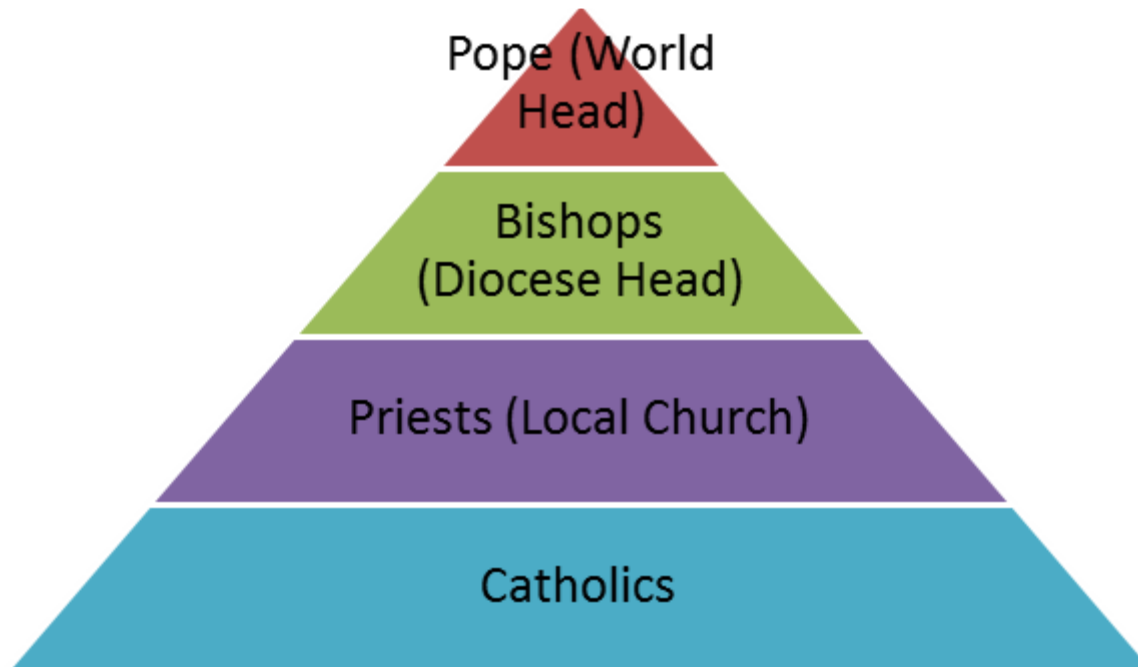 Pope (World
Head)
Bishops
(Diocese Head)
Priests (Local Church)
Catholics